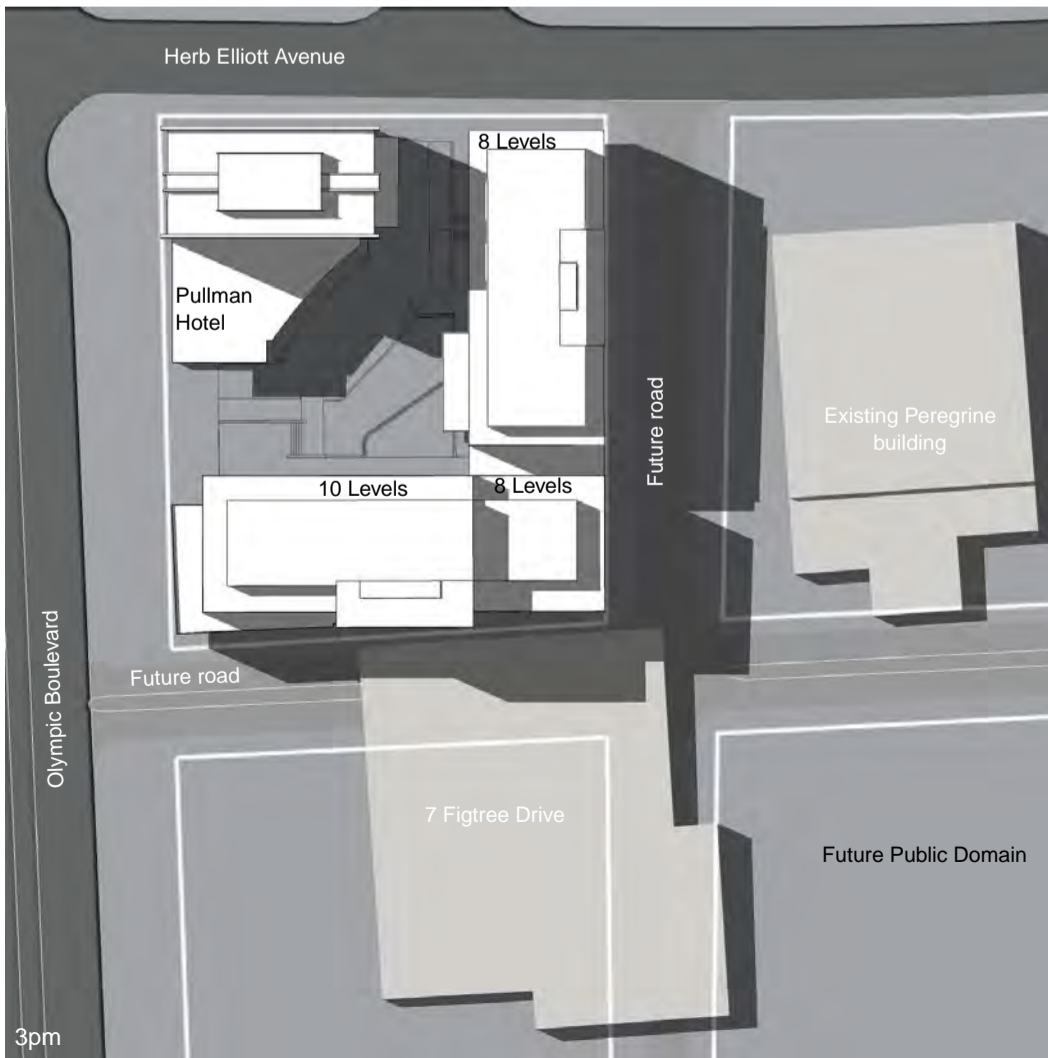 Herb Elliott Avenue
8 Levels
Pullman
Hotel
Future road
Existing Peregrine
building
10 Levels
8 Levels
Olympic Boulevard
Future road
7 Figtree Drive
Future Public Domain
3pm